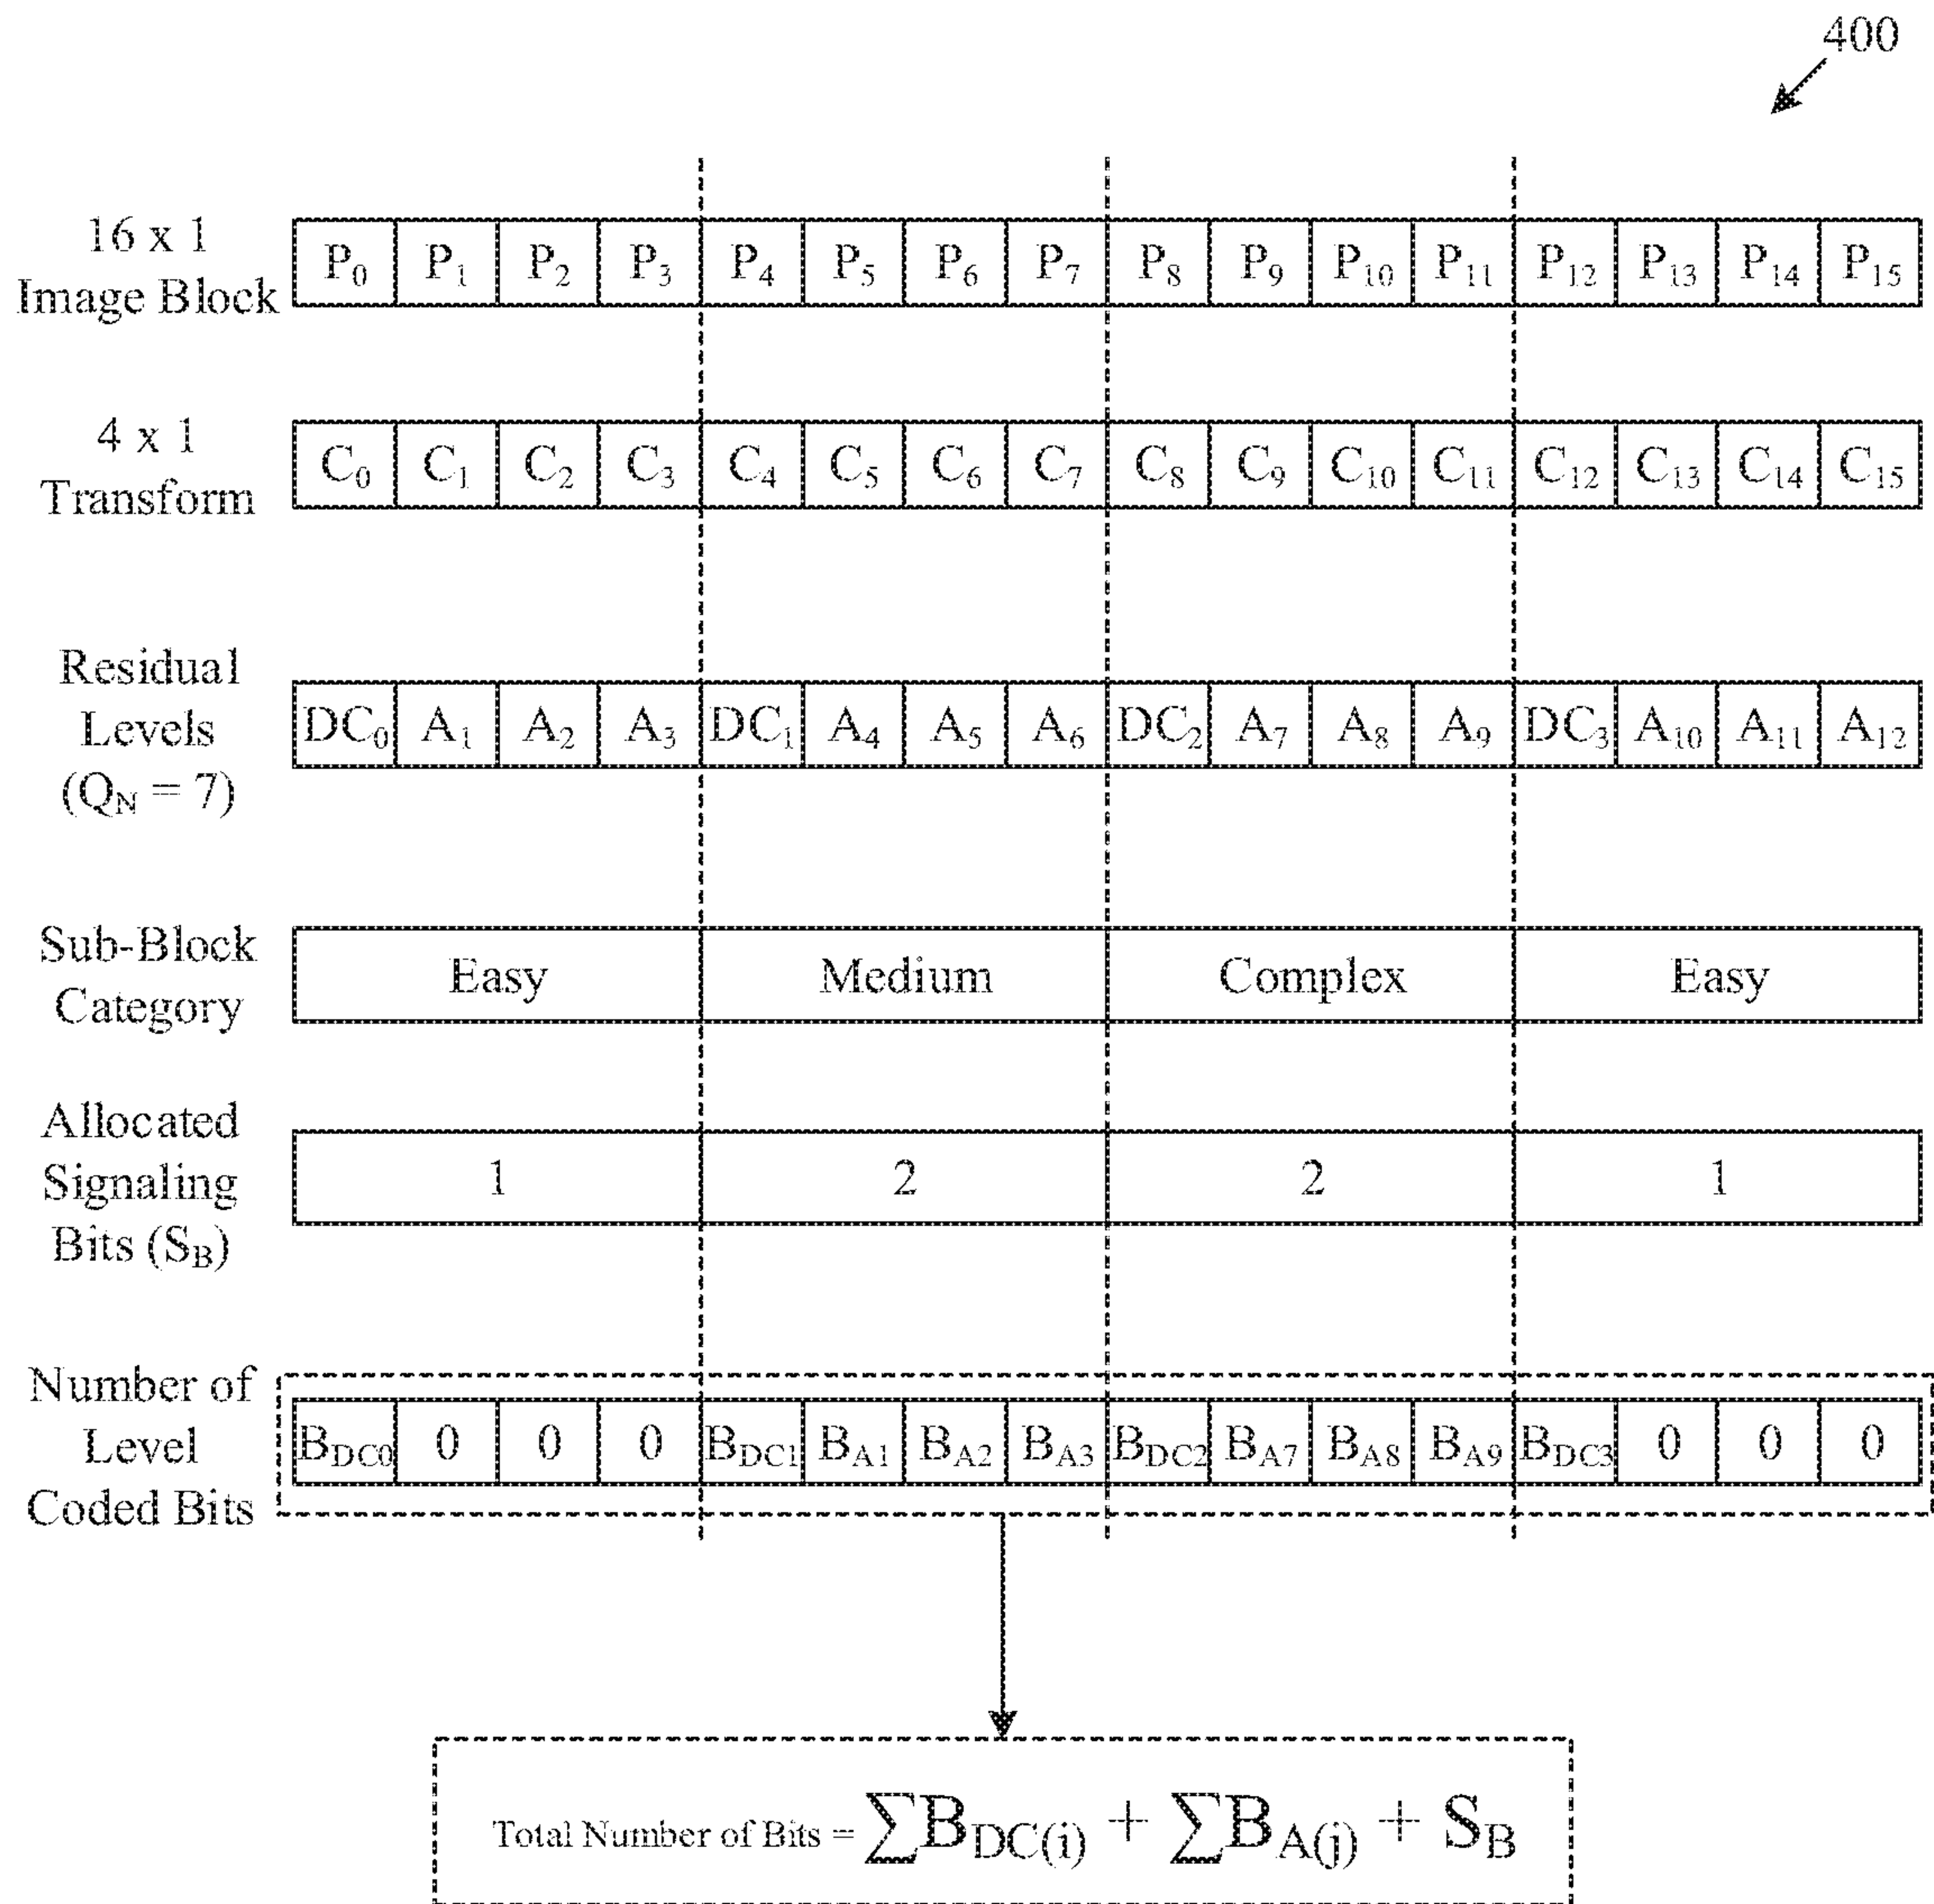 400
16 x 1
Image Block
P0 P1 P2 P3 P4 P5 P6 P7 P8 P9 P10 P11 P12 P13 P14 P15
4 x 1
Transform
C0 C1 C2 C3 C4 C5 C6 C7 C8 C9 C10 C11 C12 C13 C14 C15
Residual
Levels
(QN = 7)
DC0 A1 A2 A3 DC1 A4 A5 A6 DC2 A7 A8 A9 DC3 A10 A11 A12
Sub-Block
Category
Easy Medium Complex Easy
Allocated
Signaling
Bits (SB)
1 2 2 1
Number of
Level
Coded Bits
BDC0 0 0 0 BDC1 BA1 BA2 BA3 BDC2 BA7 BA8 BA9 BDC3 0 0 0
Total Number of Bits = ∑BDC(i) + ∑BA(j) + SB